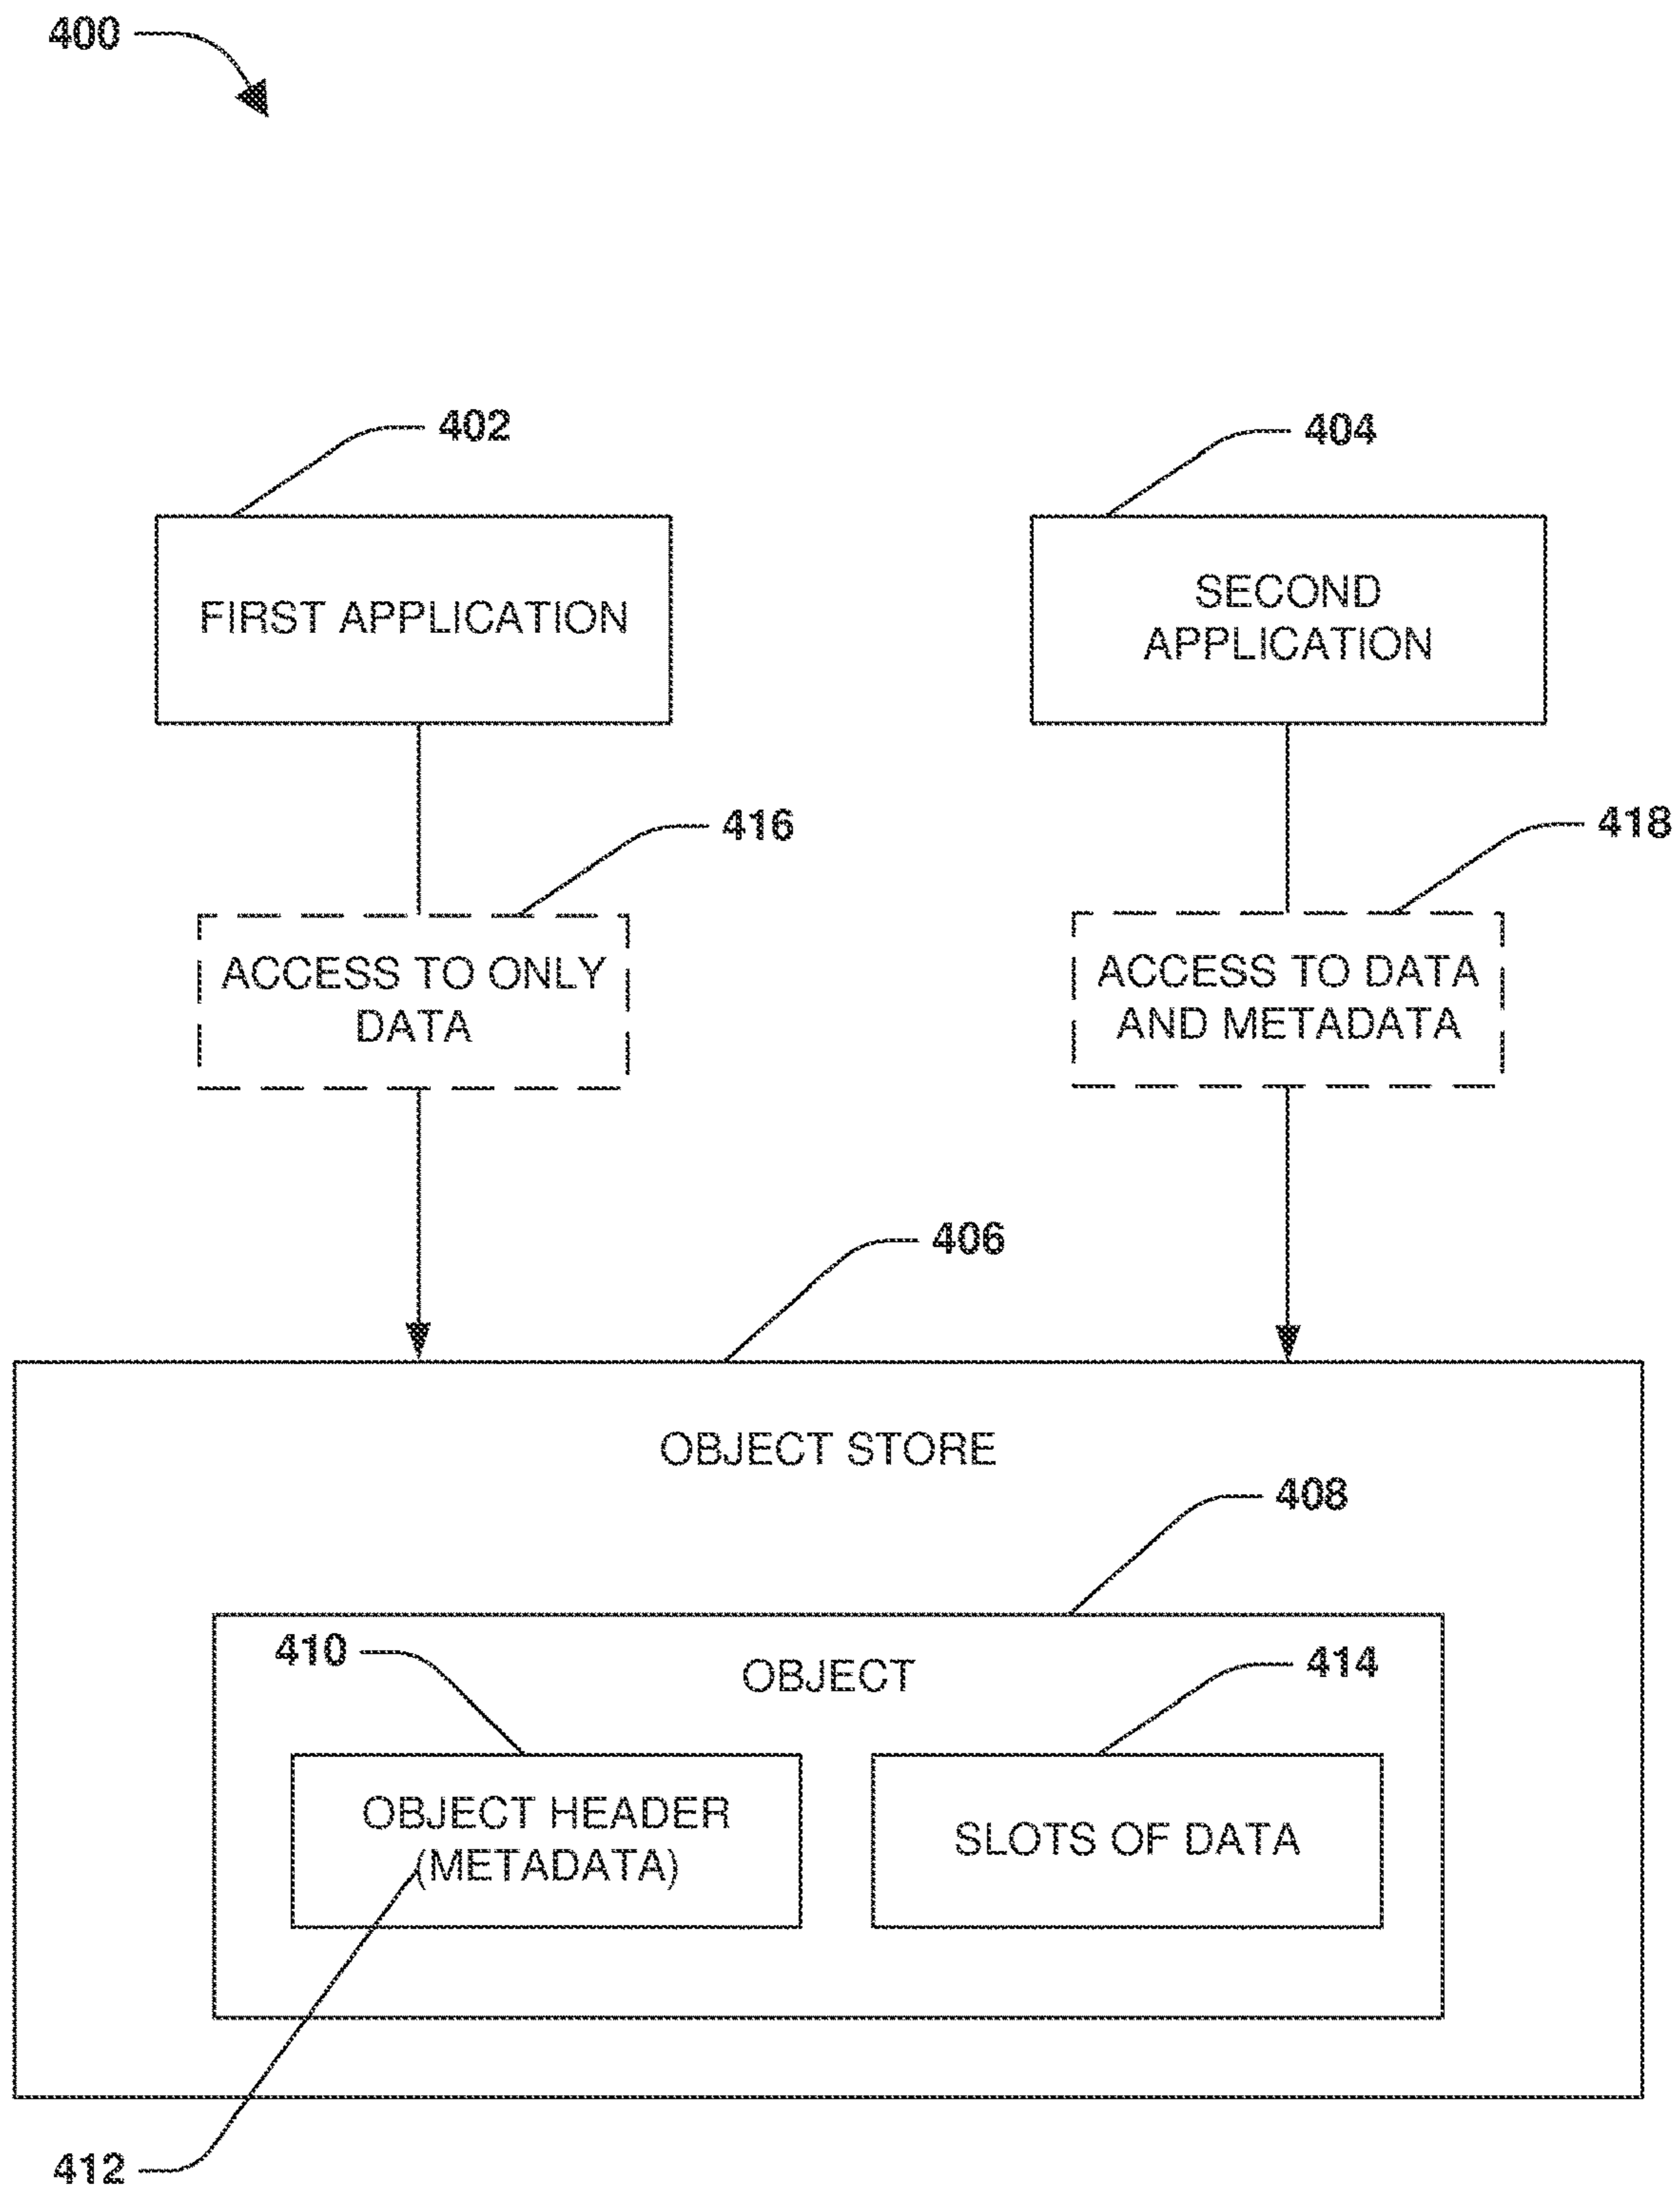 400
402
404
FIRST APPLICATION
SECOND
APPLICATION
416
418
ACCESS TO ONLY
DATA
ACCESS TO DATA
AND METADATA
406
OBJECT STORE
408
410
OBJECT
414
OBJECT HEADER
(METADATA)
SLOTS OF DATA
412